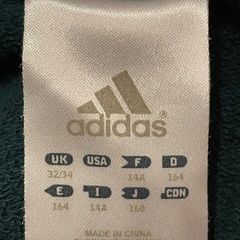 adidas®
UK USA F D
32/34 14A 164
E I J CDN
164 14A 160
MADE IN CHINA